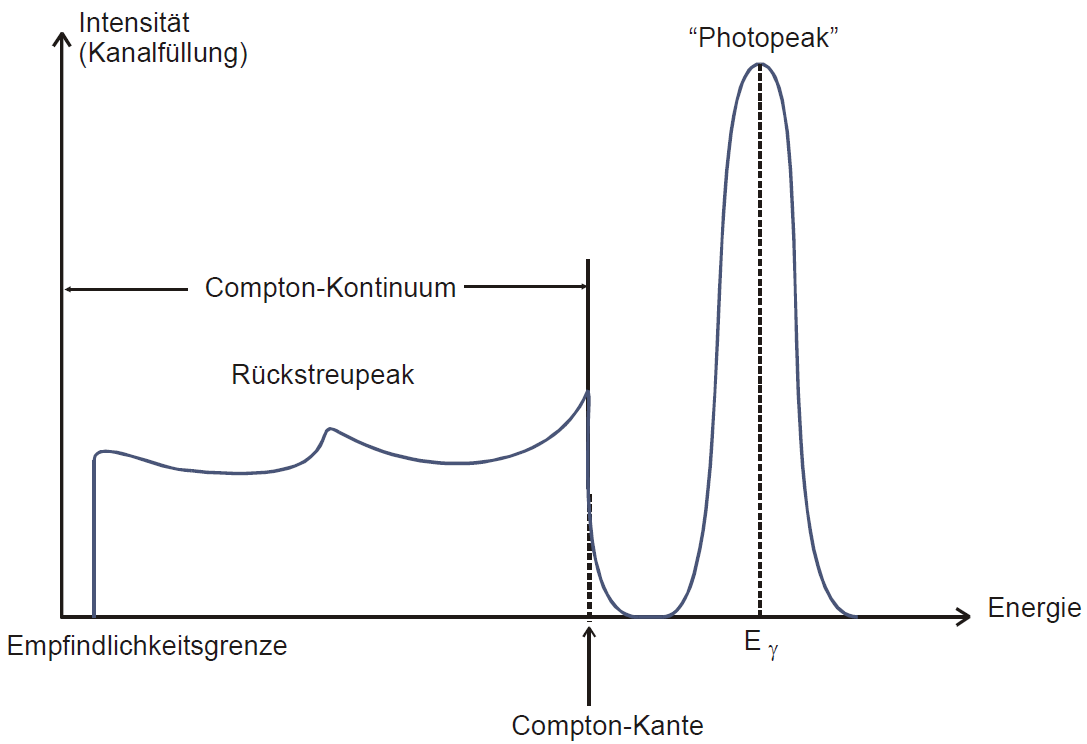 Intensität
(Kanalfüllung)
“Photopeak”
Compton-Kontinuum
Rückstreupeak
Energie
Empfindlichkeitsgrenze
E γ
Compton-Kante